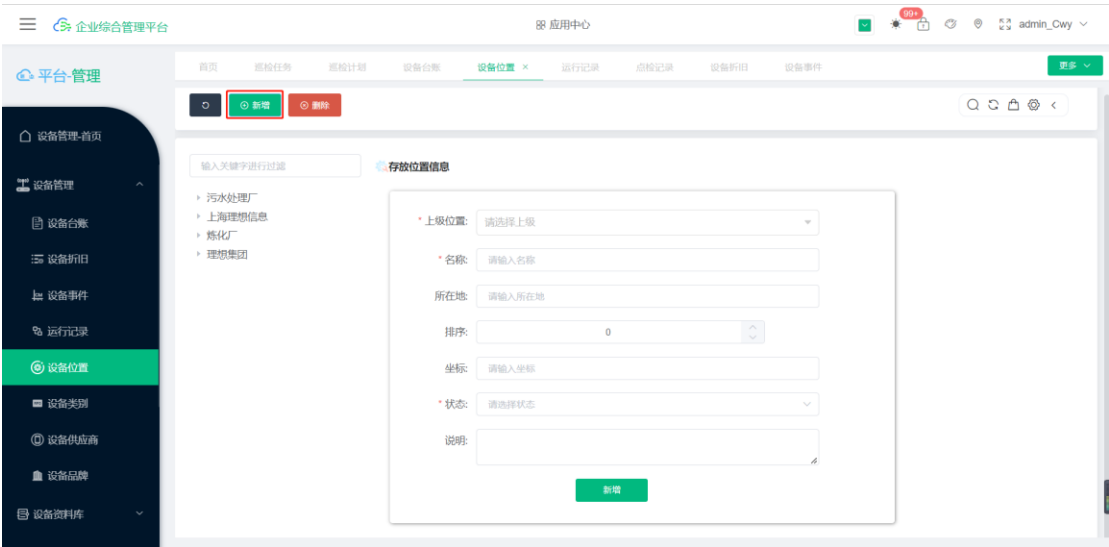 企业综合管理平台
88 应用中心
99+
admin_Cwy
平台-管理
首页 巡检任务 巡检计划 设备台账 设备位置 × 运行记录 点检记录 设备折旧 设备事件
更多
新增
删除
设备管理-首页
设备管理
设备台账
设备折旧
设备事件
运行记录
设备位置
设备类别
设备供应商
设备品牌
设备资料库
输入关键字进行过滤
污水处理厂
上海理想信息
炼化厂
理想集团
存放位置信息
* 上级位置: 请选择上级
* 名称: 请输入名称
所在地: 请输入所在地
排序: 0
坐标: 请输入坐标
* 状态: 请选择状态
说明:
新增